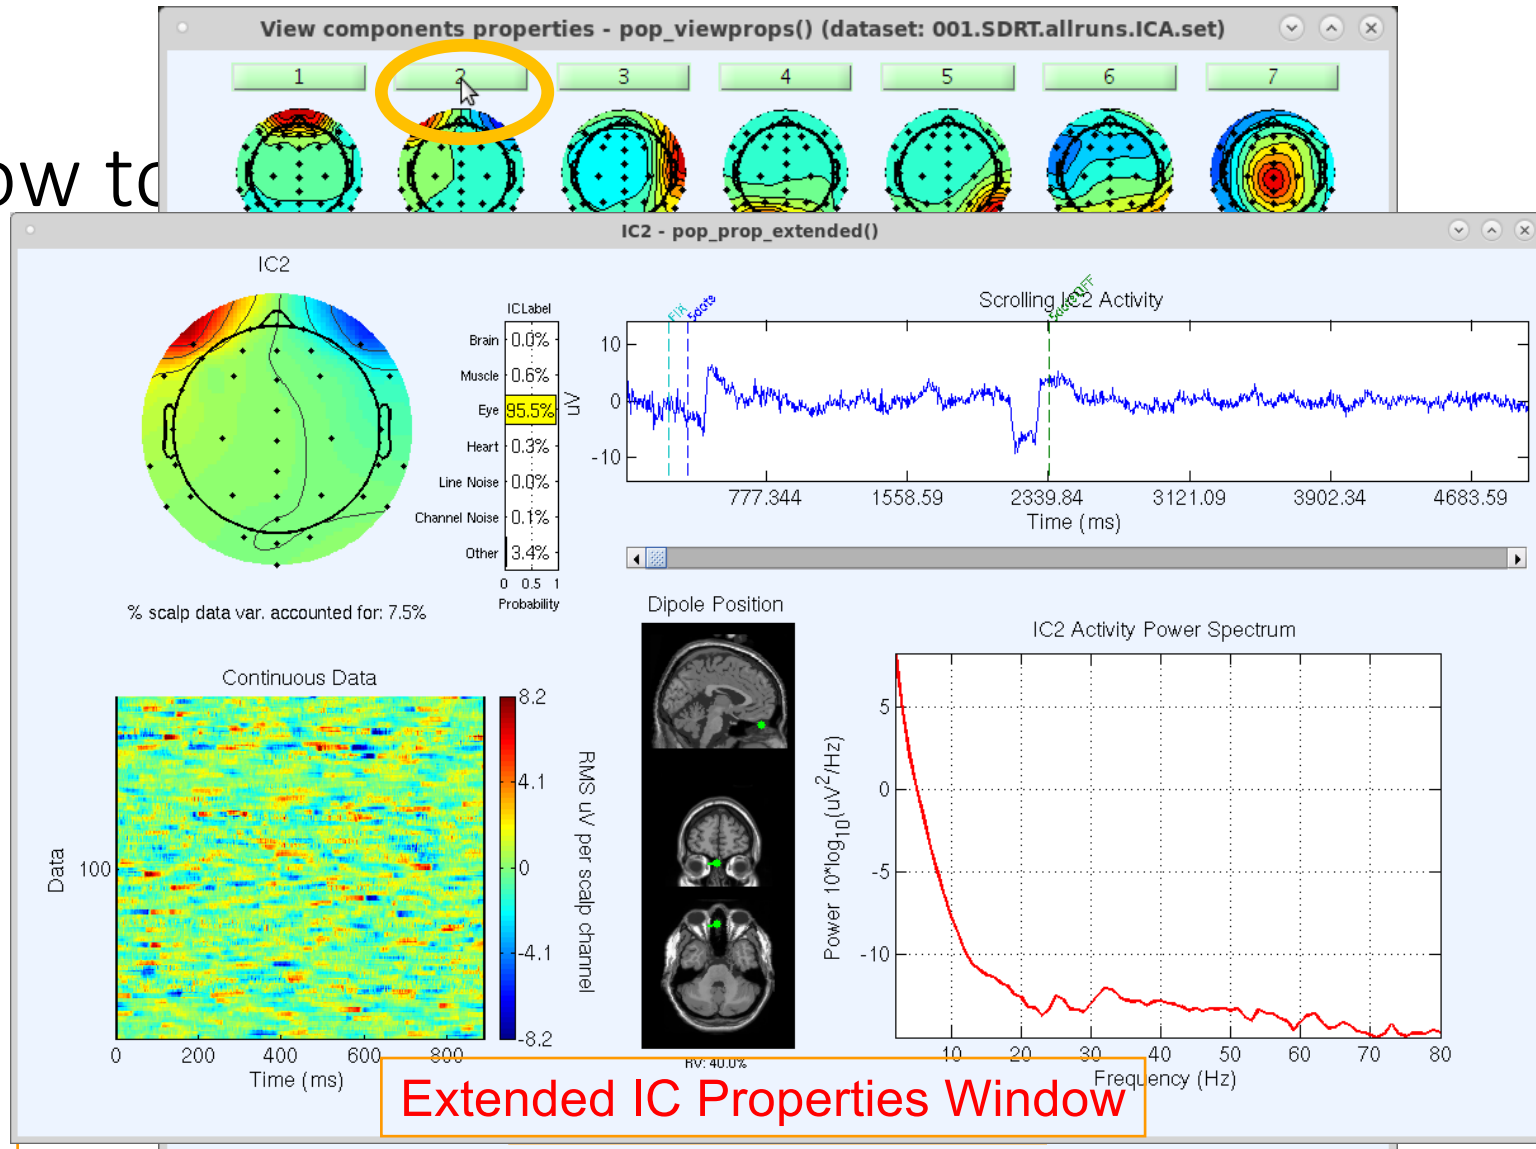 View components properties - pop_viewprops() (dataset: 001.SDRT.allruns.ICA.set)
1 2 3 4 5 6 7
ow to
IC2 - pop_prop_extended()
IC2
ICLabel
Brain 0.0%
Muscle 0.6%
Eye 95.5%
Heart 0.3%
Line Noise 0.0%
Channel Noise 0.1%
Other 3.4%
0 0.5 1
Probability
% scalp data var. accounted for: 7.5%
Scrolling IC2 Activity
FIX 5dots 5dotsOFF
uV
10
0
-10
777.344 1558.59 2339.84 3121.09 3902.34 4683.59
Time (ms)
Continuous Data
Data
100
0 200 400 600 800
Time (ms)
8.2
4.1
0
-4.1
-8.2
RMS uV per scalp channel
Dipole Position
RV: 40.0%
IC2 Activity Power Spectrum
Power 10*log10(uV2/Hz)
5
0
-5
-10
10 20 30 40 50 60 70 80
Frequency (Hz)
Extended IC Properties Window